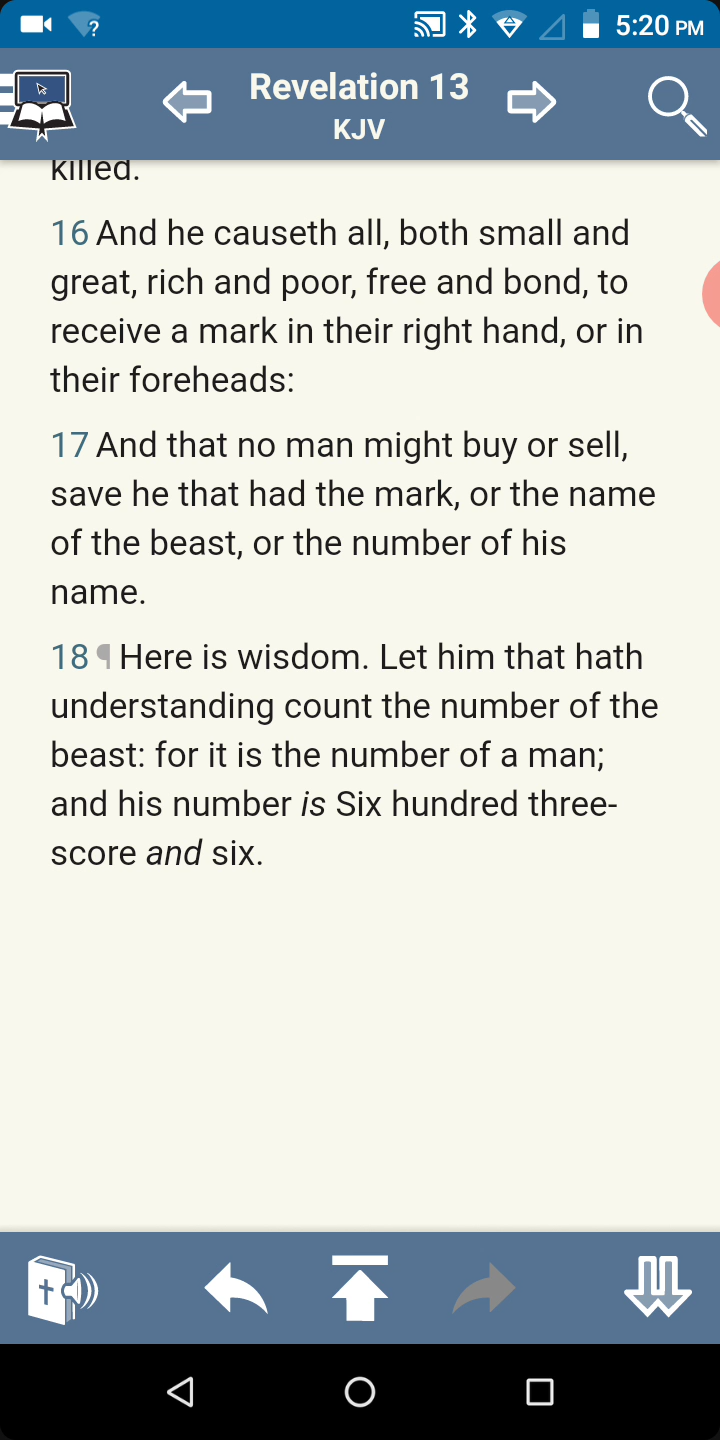 ?
5:20 PM
Revelation 13
KJV
killed.
16 And he causeth all, both small and
great, rich and poor, free and bond, to
receive a mark in their right hand, or in
their foreheads:
17 And that no man might buy or sell,
save he that had the mark, or the name
of the beast, or the number of his
name.
18 ¶ Here is wisdom. Let him that hath
understanding count the number of the
beast: for it is the number of a man;
and his number is Six hundred three-
score and six.